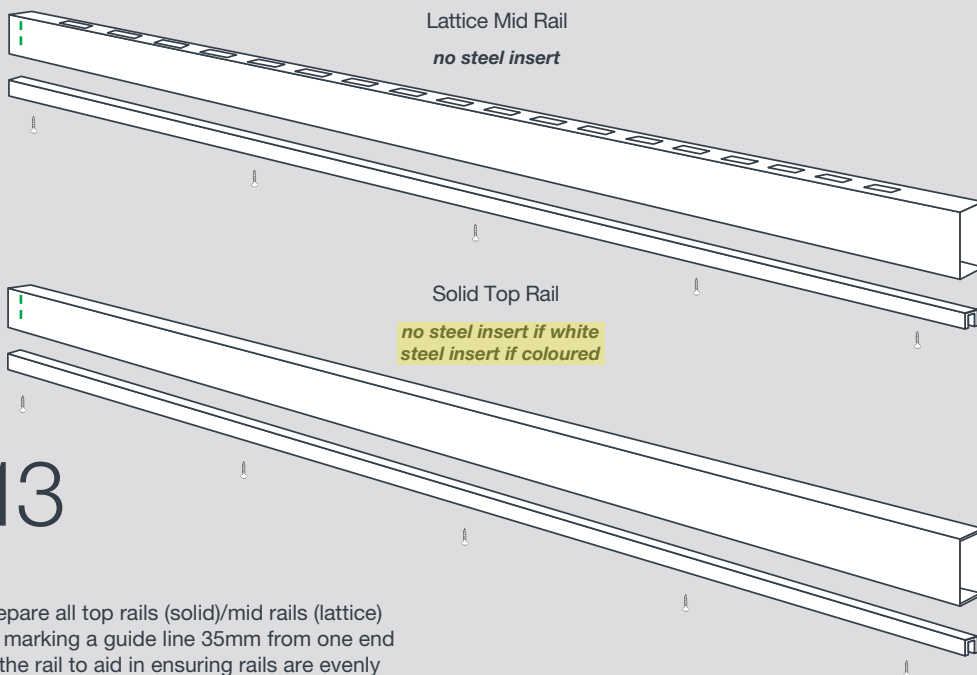 Lattice Mid Rail
no steel insert
Solid Top Rail
no steel insert if white
steel insert if coloured
13
epare all top rails (solid)/mid rails (lattice)
marking a guide line 35mm from one end
the rail to aid in ensuring rails are evenly